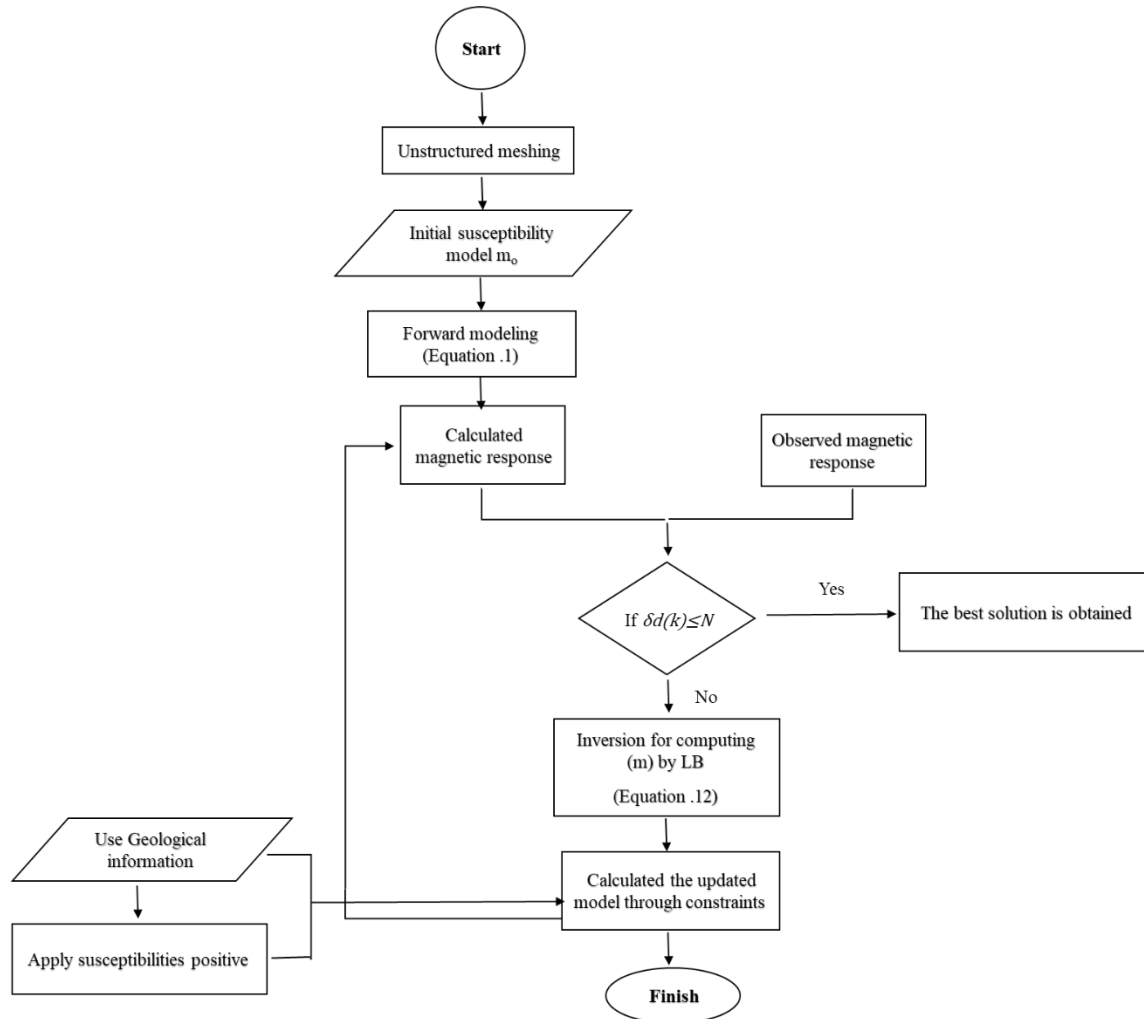 Start
Unstructured meshing
Initial susceptibility
model mₒ
Forward modeling
(Equation .1)
Calculated
magnetic response
Observed magnetic
response
If δd(k)≤N
Yes
The best solution is obtained
No
Inversion for computing
(m) by LB
(Equation .12)
Use Geological
information
Calculated the updated
model through constraints
Apply susceptibilities positive
Finish